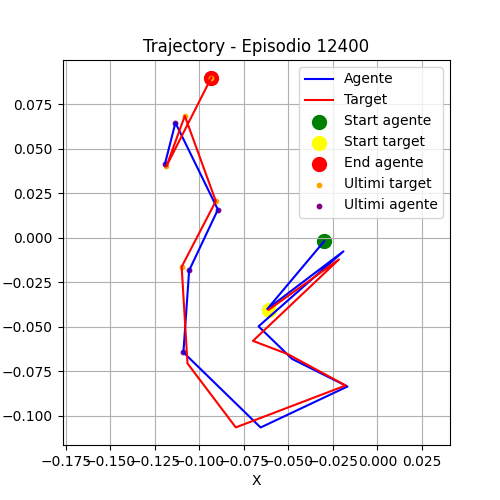 Trajectory - Episodio 12400
Agente
Target
Start agente
Start target
End agente
Ultimi target
Ultimi agente
0.075
0.050
0.025
0.000
−0.025
−0.050
−0.075
−0.100
−0.175 −0.150 −0.125 −0.100 −0.075 −0.050 −0.025 0.000 0.025
X